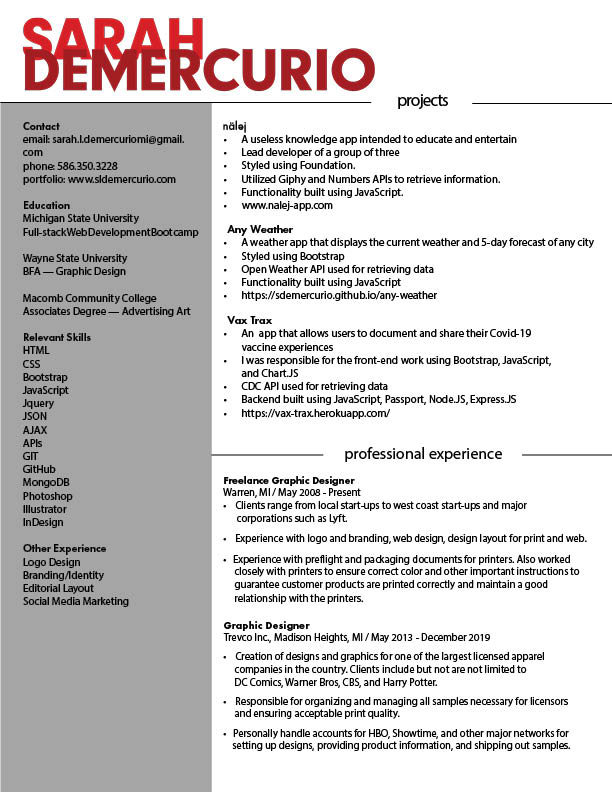 SARAH
DEMERCURIO
Contact
email: sarah.l.demercuriomi@gmail.
com
phone: 586.350.3228
portfolio: www.sldemercurio.com
Education
Michigan State University
Full-stackWebDevelopmentBootcamp
Wayne State University
BFA — Graphic Design
Macomb Community College
Associates Degree — Advertising Art
Relevant Skills
HTML
CSS
Bootstrap
JavaScript
Jquery
JSON
AJAX
APIs
GIT
GitHub
MongoDB
Photoshop
Illustrator
InDesign
Other Experience
Logo Design
Branding/Identity
Editorial Layout
Social Media Marketing
projects
nälej
• A useless knowledge app intended to educate and entertain
• Lead developer of a group of three
• Styled using Foundation.
• Utilized Giphy and Numbers APIs to retrieve information.
• Functionality built using JavaScript.
• www.nalej-app.com
Any Weather
• A weather app that displays the current weather and 5-day forecast of any city
• Styled using Bootstrap
• Open Weather API used for retrieving data
• Functionality built using JavaScript
• https://sdemercurio.github.io/any-weather
Vax Trax
• An app that allows users to document and share their Covid-19
vaccine experiences
• I was responsible for the front-end work using Bootstrap, JavaScript,
and Chart.JS
• CDC API used for retrieving data
• Backend built using JavaScript, Passport, Node.JS, Express.JS
• https://vax-trax.herokuapp.com/
professional experience
Freelance Graphic Designer
Warren, MI / May 2008 - Present
• Clients range from local start-ups to west coast start-ups and major
corporations such as Lyft.
• Experience with logo and branding, web design, design layout for print and web.
• Experience with preflight and packaging documents for printers. Also worked
closely with printers to ensure correct color and other important instructions to
guarantee customer products are printed correctly and maintain a good
relationship with the printers.
Graphic Designer
Trevco Inc., Madison Heights, MI / May 2013 - December 2019
• Creation of designs and graphics for one of the largest licensed apparel
companies in the country. Clients include but are not limited to
DC Comics, Warner Bros, CBS, and Harry Potter.
• Responsible for organizing and managing all samples necessary for licensors
and ensuring acceptable print quality.
• Personally handle accounts for HBO, Showtime, and other major networks for
setting up designs, providing product information, and shipping out samples.